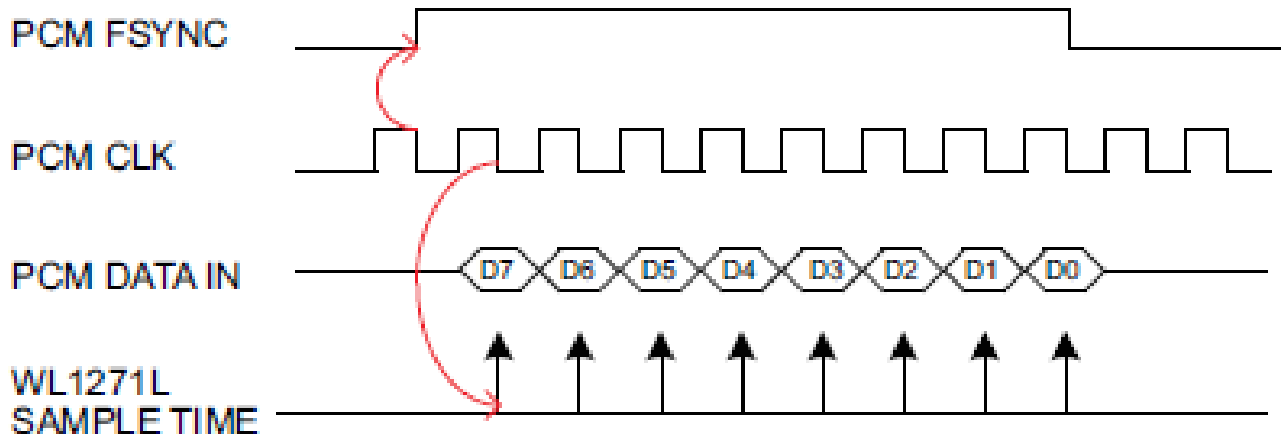 PCM FSYNC
PCM CLK
PCM DATA IN
D7 D6 D5 D4 D3 D2 D1 D0
WL1271L
SAMPLE TIME